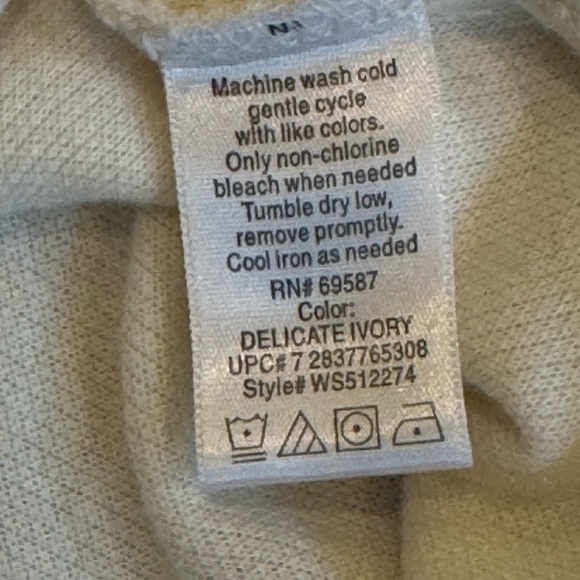 Machine wash cold
gentle cycle
with like colors.
Only non-chlorine
bleach when needed
Tumble dry low,
remove promptly.
Cool iron as needed
RN# 69587
Color:
DELICATE IVORY
UPC# 7 2837765308
Style# WS512274